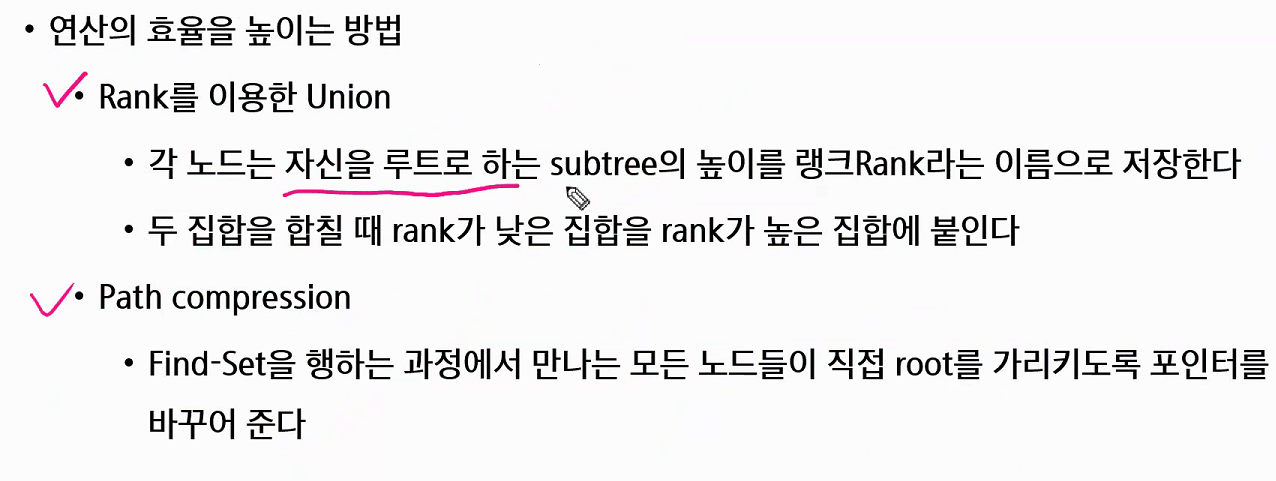 • 연산의 효율을 높이는 방법
• Rank를 이용한 Union
• 각 노드는 자신을 루트로 하는 subtree의 높이를 랭크Rank라는 이름으로 저장한다
• 두 집합을 합칠 때 rank가 낮은 집합을 rank가 높은 집합에 붙인다
• Path compression
• Find-Set을 행하는 과정에서 만나는 모든 노드들이 직접 root를 가리키도록 포인터를
바꾸어 준다